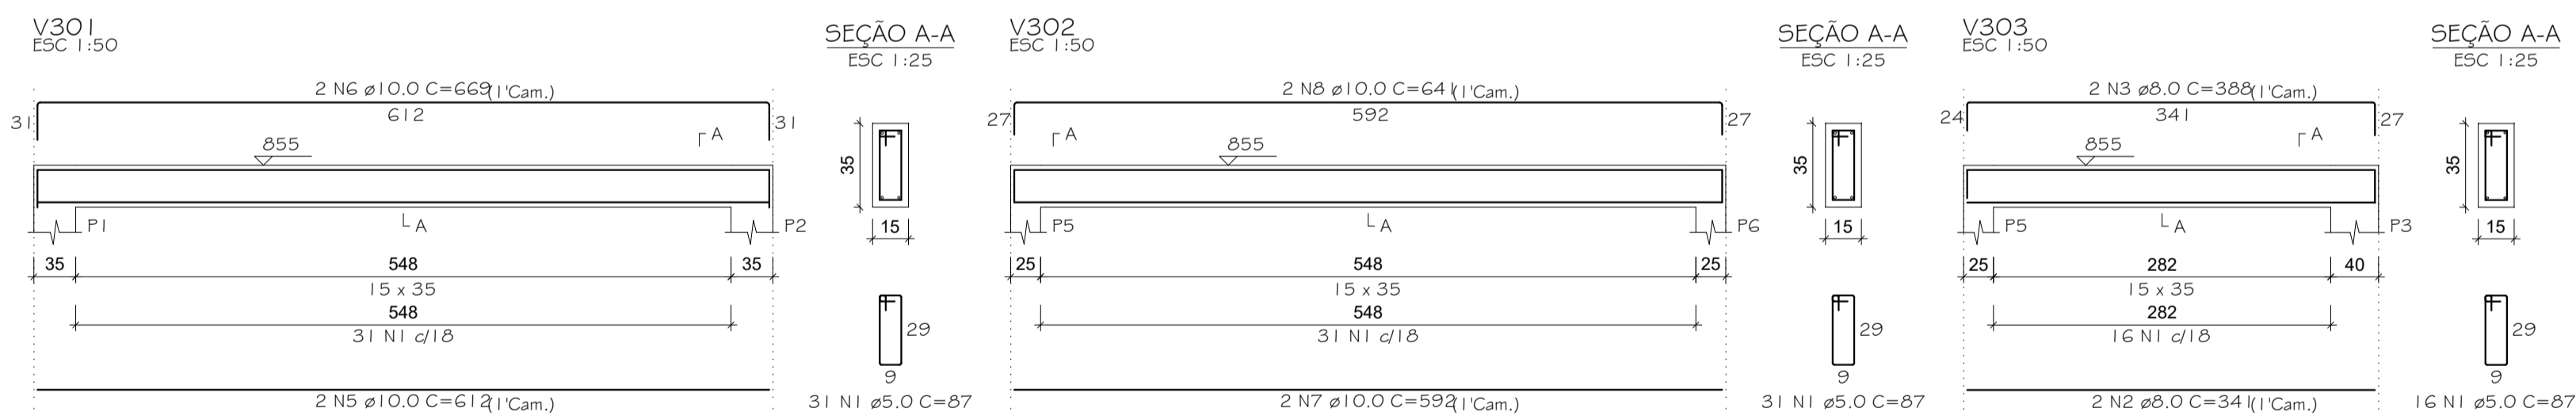 V301
ESC 1:50
2 N6 ø10.0 C=669(1'Cam.)
31
612
31
A
855
P1
A
P2
35
548
35
15 x 35
548
31 N1 c/18
2 N5 ø10.0 C=612(1'Cam.)
SEÇÃO A-A
ESC 1:25
35
15
29
9
31 N1 ø5.0 C=87
V302
ESC 1:50
2 N8 ø10.0 C=641(1'Cam.)
27
592
27
A
855
P5
A
P6
25
548
25
15 x 35
548
31 N1 c/18
2 N7 ø10.0 C=592(1'Cam.)
SEÇÃO A-A
ESC 1:25
35
15
29
9
31 N1 ø5.0 C=87
V303
ESC 1:50
2 N3 ø8.0 C=388(1'Cam.)
24
341
27
A
855
P5
A
P3
25
282
40
15 x 35
282
16 N1 c/18
2 N2 ø8.0 C=341(1'Cam.)
SEÇÃO A-A
ESC 1:25
35
15
29
9
16 N1 ø5.0 C=87